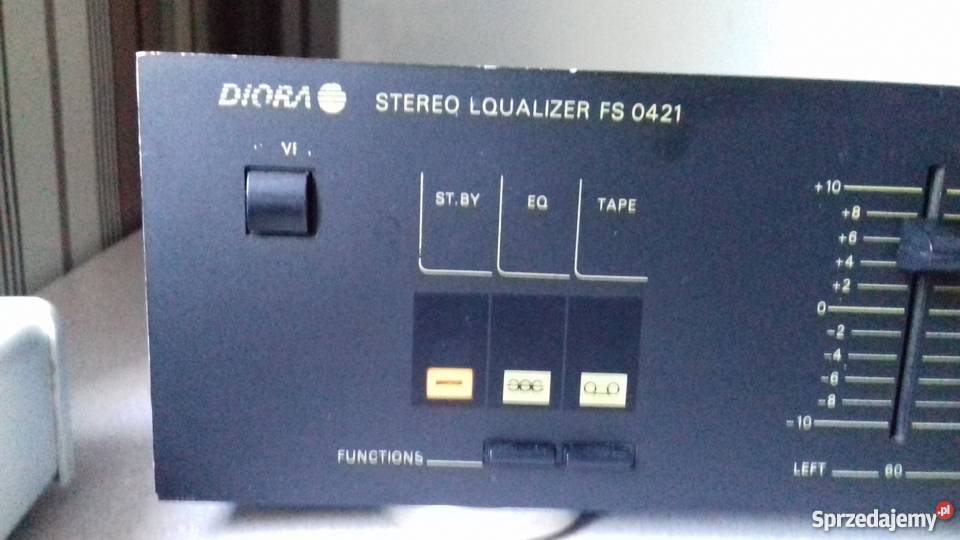 DIORA
STEREO LQUALIZER FS 0421
ST.BY
EQ
TAPE
+10
+8
+6
+4
+2
0
-2
-4
-6
-8
-10
FUNCTIONS
LEFT
60
Sprzedajemy.pl